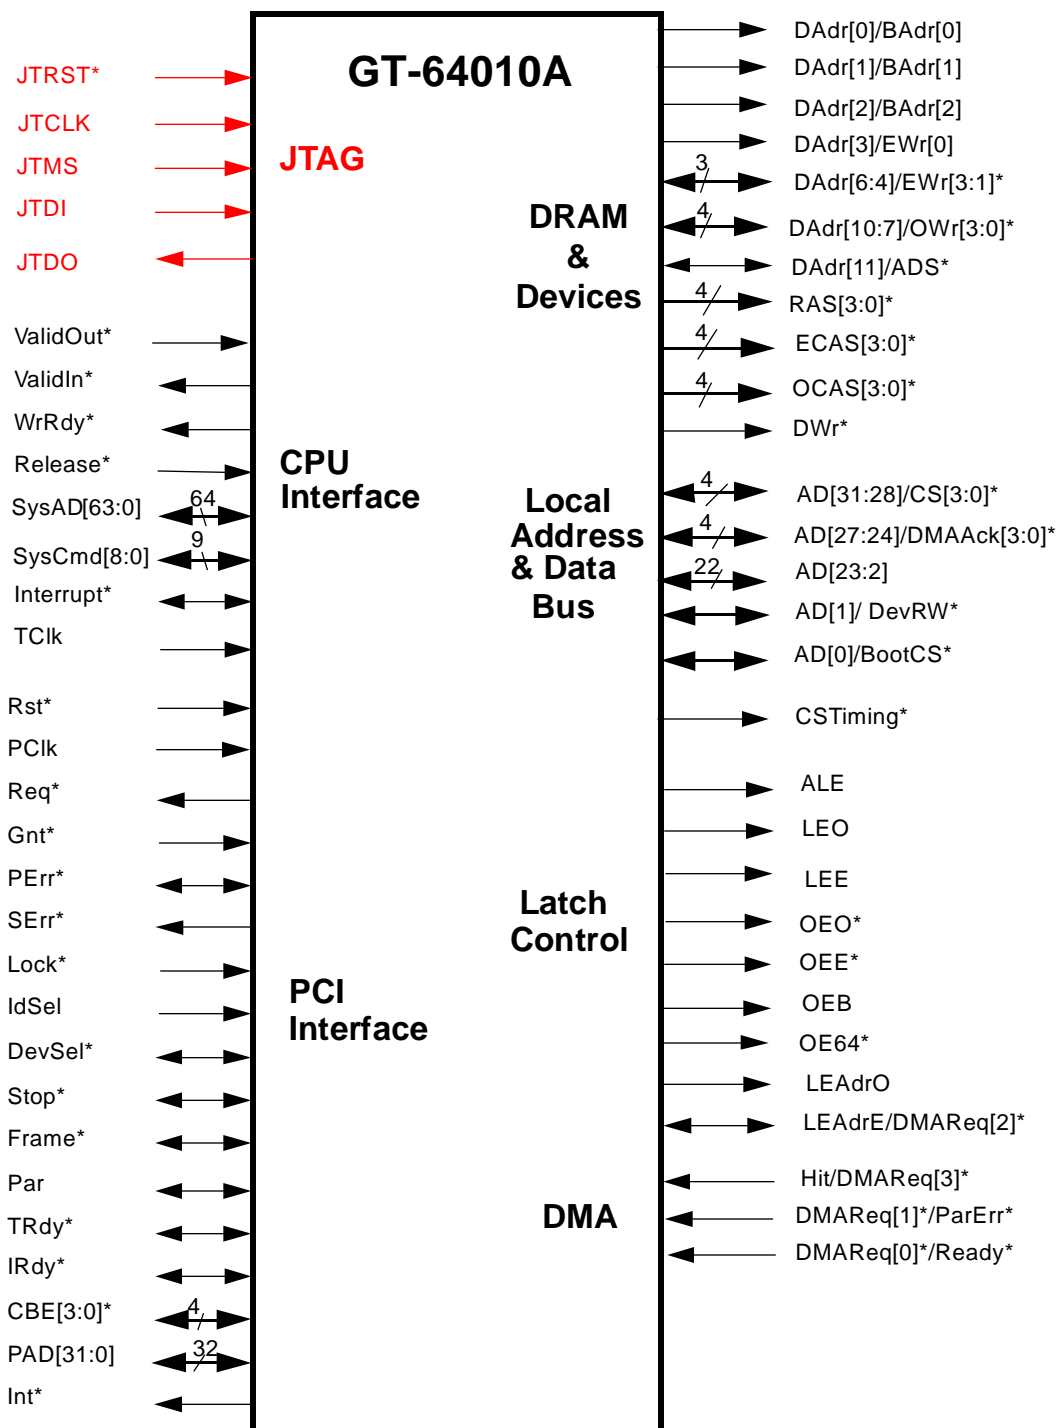 GT-64010A
JTRST*
JTCLK
JTMS
JTDI
JTDO
JTAG
ValidOut*
ValidIn*
WrRdy*
Release*
SysAD[63:0]
64
SysCmd[8:0]
9
Interrupt*
TClk
CPU
Interface
Rst*
PClk
Req*
Gnt*
PErr*
SErr*
Lock*
IdSel
DevSel*
Stop*
Frame*
Par
TRdy*
IRdy*
CBE[3:0]*
4
PAD[31:0]
32
Int*
PCI
Interface
DRAM
&
Devices
DAdr[0]/BAdr[0]
DAdr[1]/BAdr[1]
DAdr[2]/BAdr[2]
DAdr[3]/EWr[0]
3
DAdr[6:4]/EWr[3:1]*
4
DAdr[10:7]/OWr[3:0]*
DAdr[11]/ADS*
4
RAS[3:0]*
4
ECAS[3:0]*
4
OCAS[3:0]*
DWr*
Local
Address
& Data
Bus
4
AD[31:28]/CS[3:0]*
4
AD[27:24]/DMAAck[3:0]*
22
AD[23:2]
AD[1]/ DevRW*
AD[0]/BootCS*
CSTiming*
Latch
Control
ALE
LEO
LEE
OEO*
OEE*
OEB
OE64*
LEAdrO
LEAdrE/DMAReq[2]*
DMA
Hit/DMAReq[3]*
DMAReq[1]*/ParErr*
DMAReq[0]*/Ready*